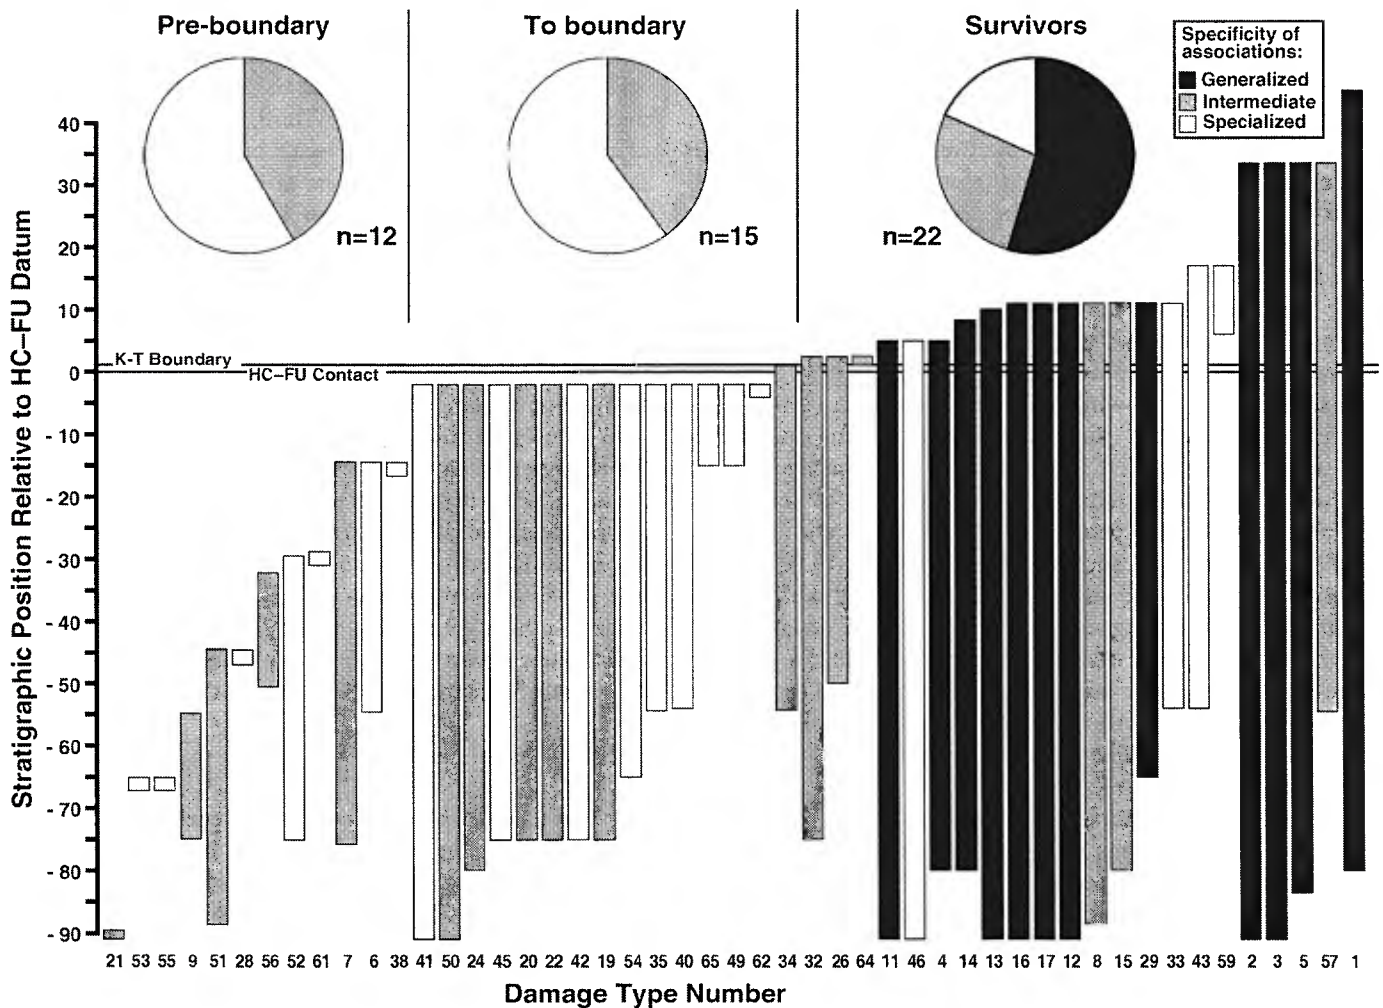 Pre-boundary
To boundary
Survivors
n=12
n=15
n=22
Specificity of
associations:
Generalized
Intermediate
Specialized
Stratigraphic Position Relative to HC–FU Datum
40
30
20
10
0
- 10
- 20
- 30
- 40
- 50
- 60
- 70
- 80
- 90
K-T Boundary
HC–FU Contact
21 53 55 9 51 28 56 52 61 7 6 38 41 50 24 45 20 22 42 19 54 35 40 65 49 62 34 32 26 64 11 46 4 14 13 16 17 12 8 15 29 33 43 59 2 3 5 57 1
Damage Type Number